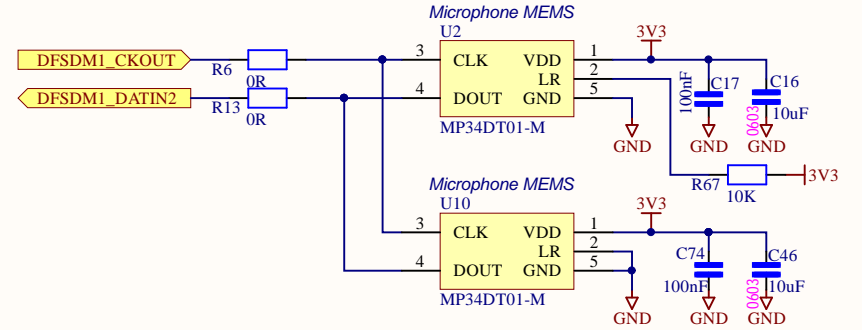 Microphone MEMS
U2
DFSDM1_CKOUT
R6
0R
3
CLK
VDD
1
3V3
LR
2
DFSDM1_DATIN2
R13
0R
4
DOUT
GND
5
MP34DT01-M
GND
100nF
C17
GND
C16
10uF
0603
GND
R67
10K
3V3
Microphone MEMS
U10
3
CLK
VDD
1
3V3
LR
2
4
DOUT
GND
5
MP34DT01-M
GND
C74
100nF
GND
C46
10uF
0603
GND